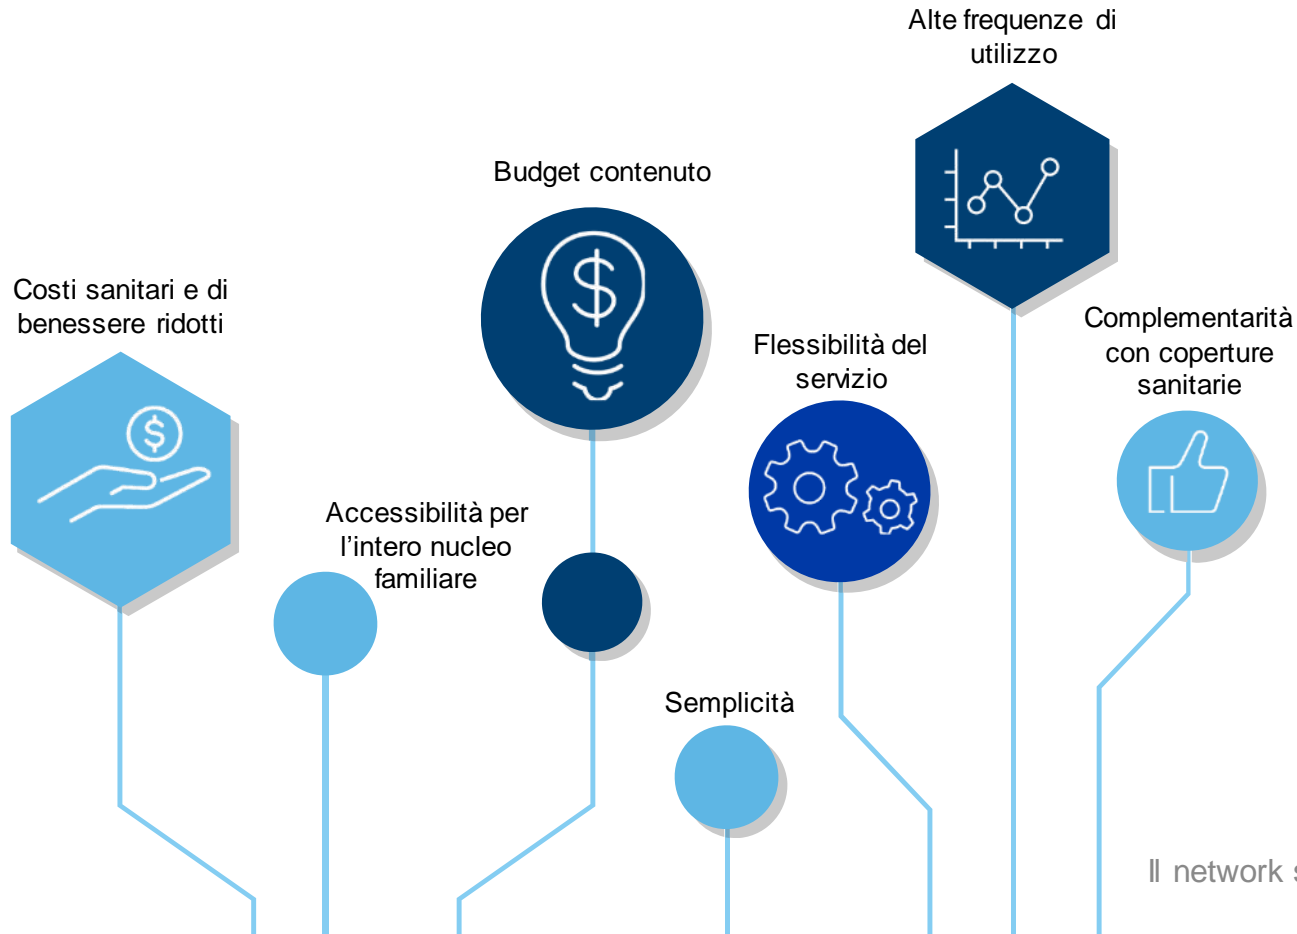 Alte frequenze di
utilizzo
Budget contenuto
Costi sanitari e di
benessere ridotti
Complementarità
con coperture
sanitarie
Flessibilità del
servizio
Accessibilità per
l’intero nucleo
familiare
Semplicità
Il network s